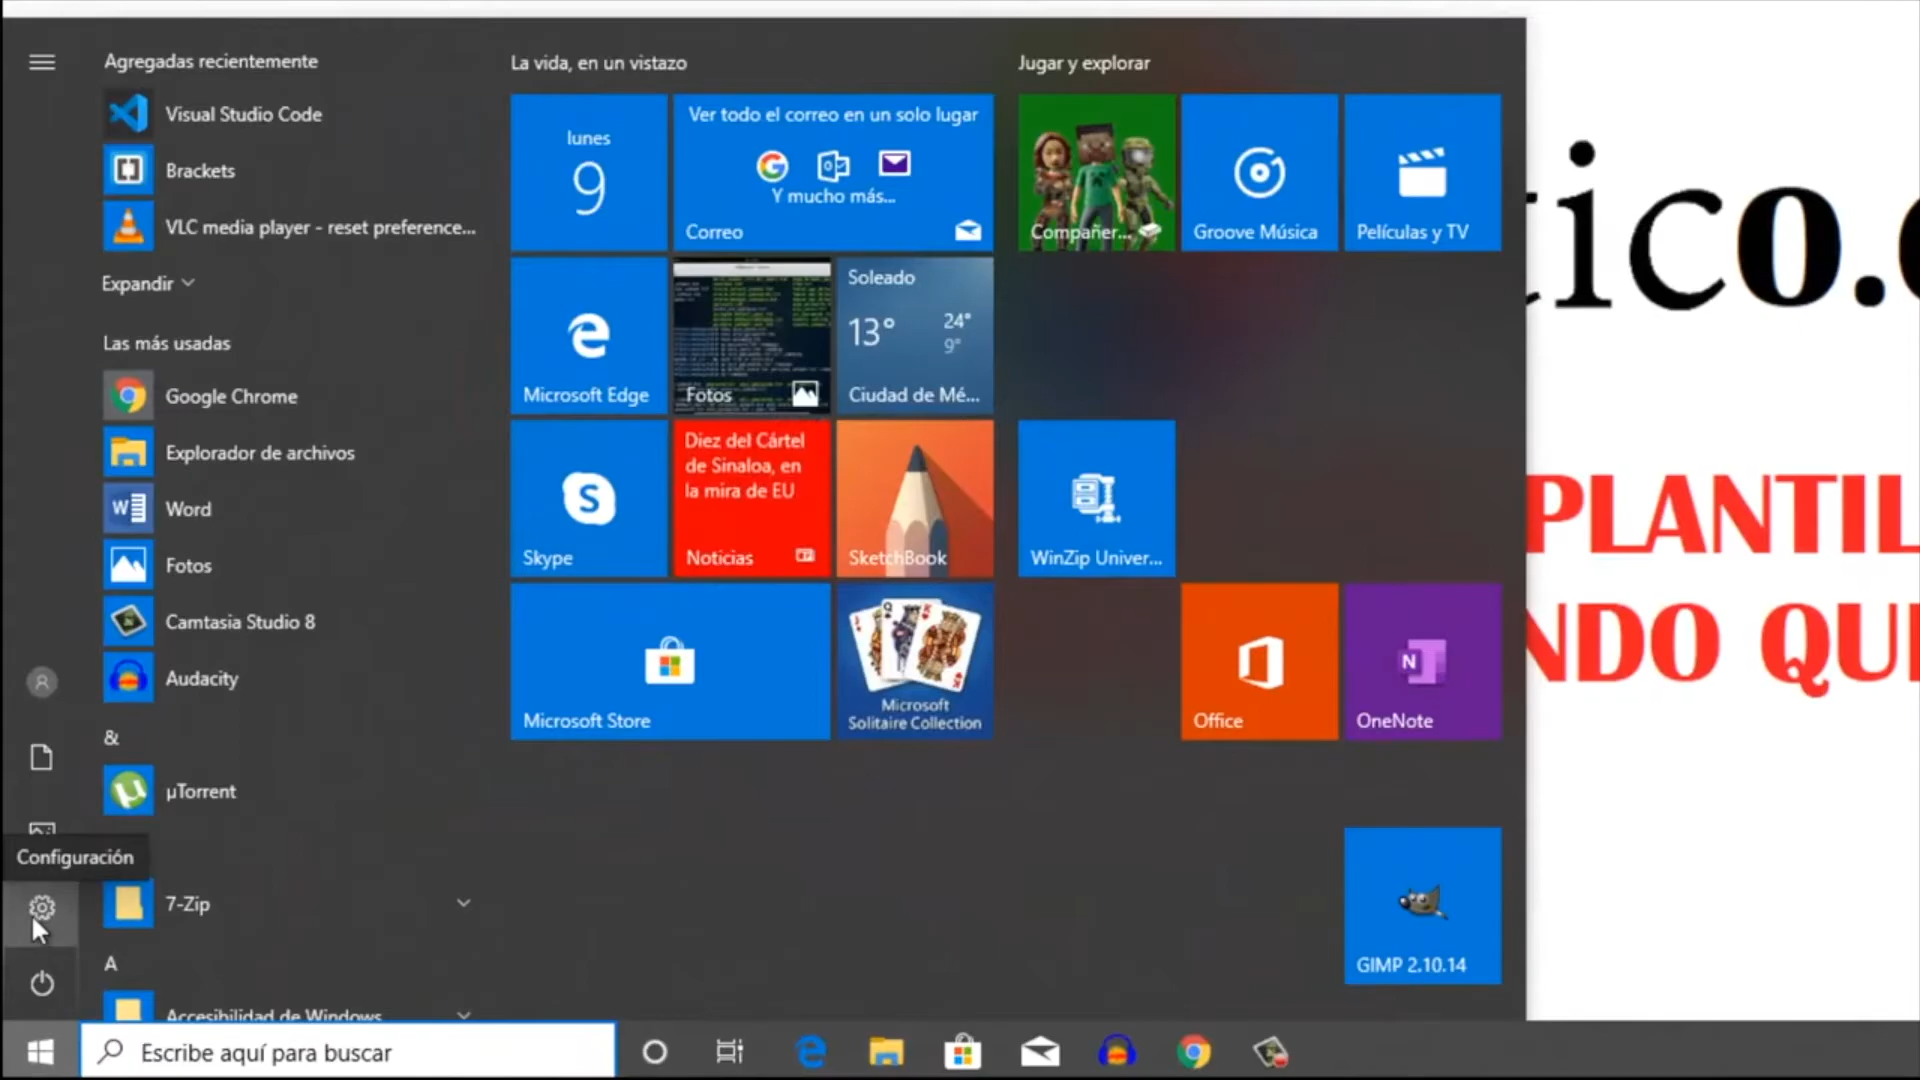 Agregadas recientemente
Visual Studio Code
Brackets
VLC media player - reset preference...
Expandir
Las más usadas
Google Chrome
Explorador de archivos
Word
Fotos
Camtasia Studio 8
Audacity
&
µTorrent
Configuración
7-Zip
A
Accesibilidad de Windows
Escribe aquí para buscar
La vida, en un vistazo
lunes
9
Ver todo el correo en un solo lugar
Y mucho más...
Correo
Microsoft Edge
Fotos
Soleado
13°
24°
9°
Ciudad de Mé...
Skype
Diez del Cártel
de Sinaloa, en
la mira de EU
Noticias
SketchBook
Microsoft Store
Microsoft
Solitaire Collection
Jugar y explorar
Compañer...
Groove Música
Películas y TV
WinZip Univer...
Office
OneNote
GIMP 2.10.14
tico.
PLANTIL
NDO QU